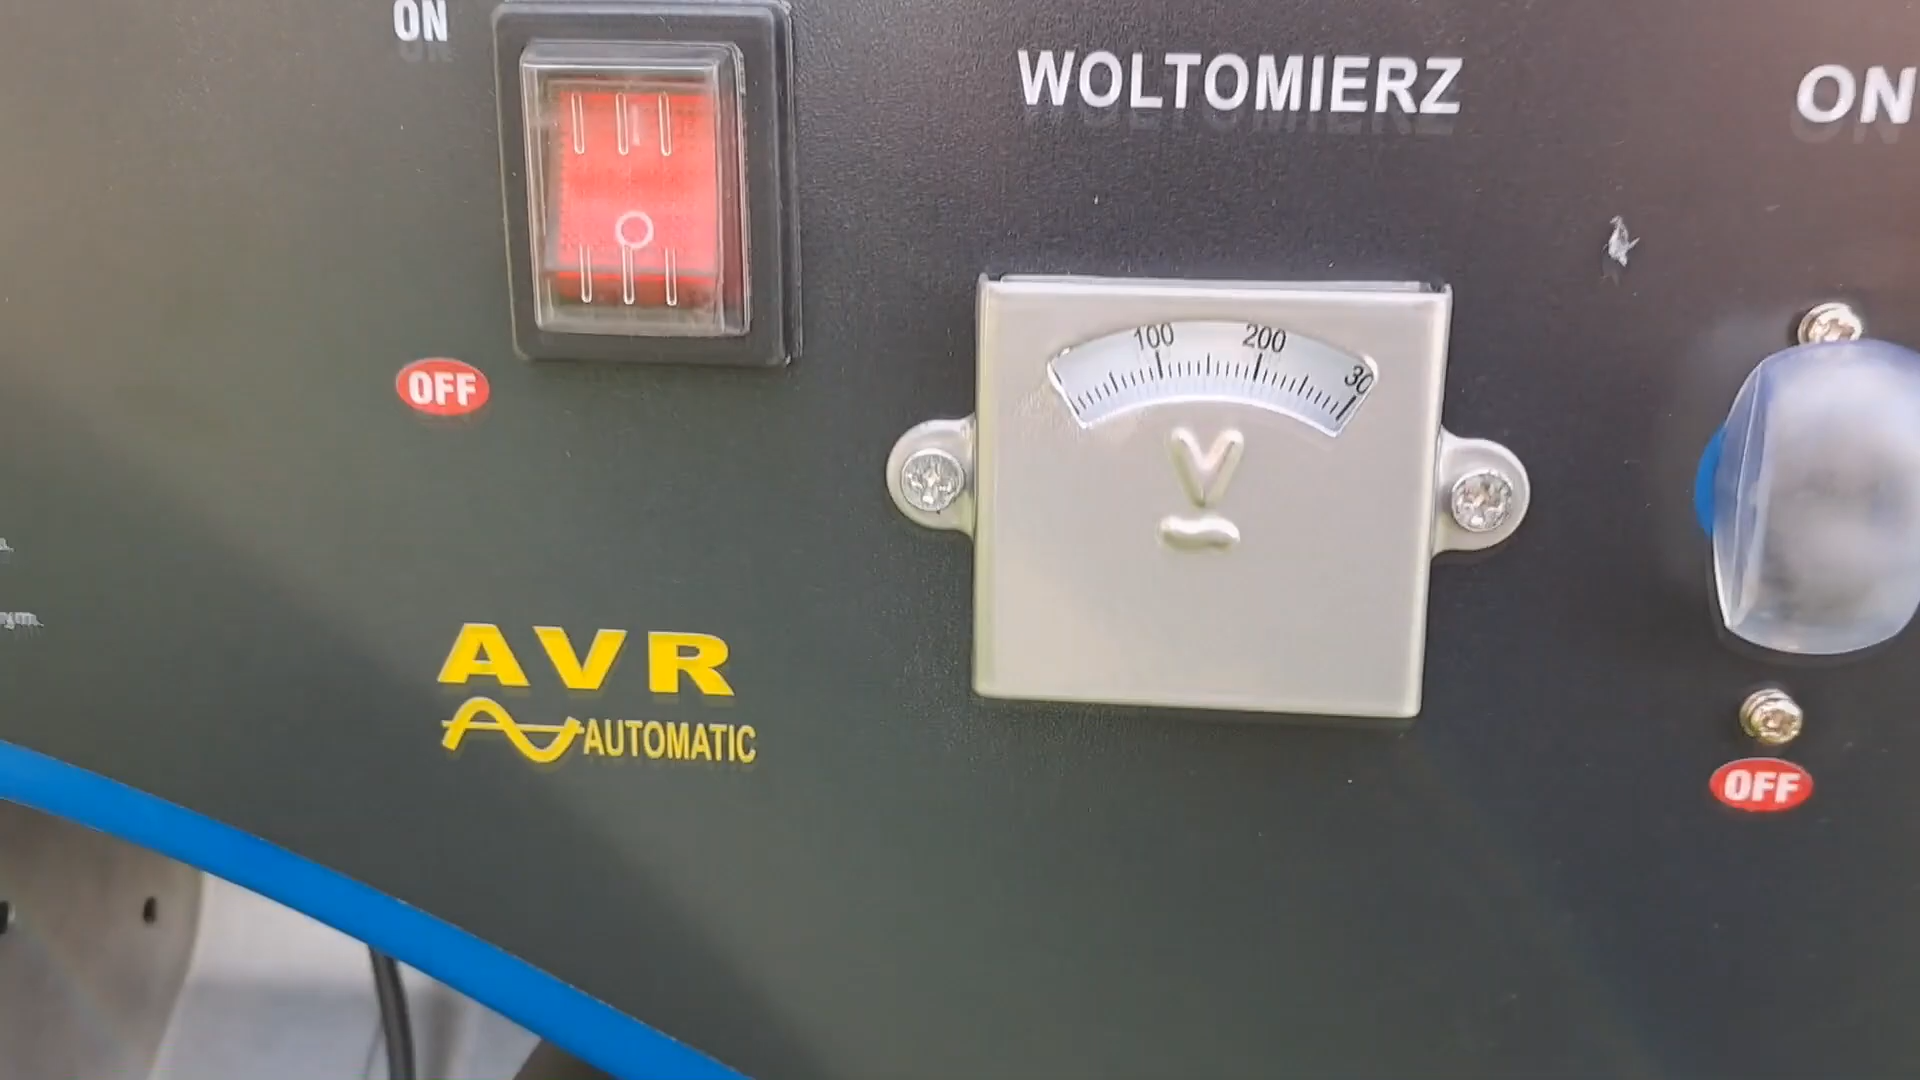 ON
WOLTOMIERZ
ON
100 200 30
OFF
V
AVR
AUTOMATIC
OFF